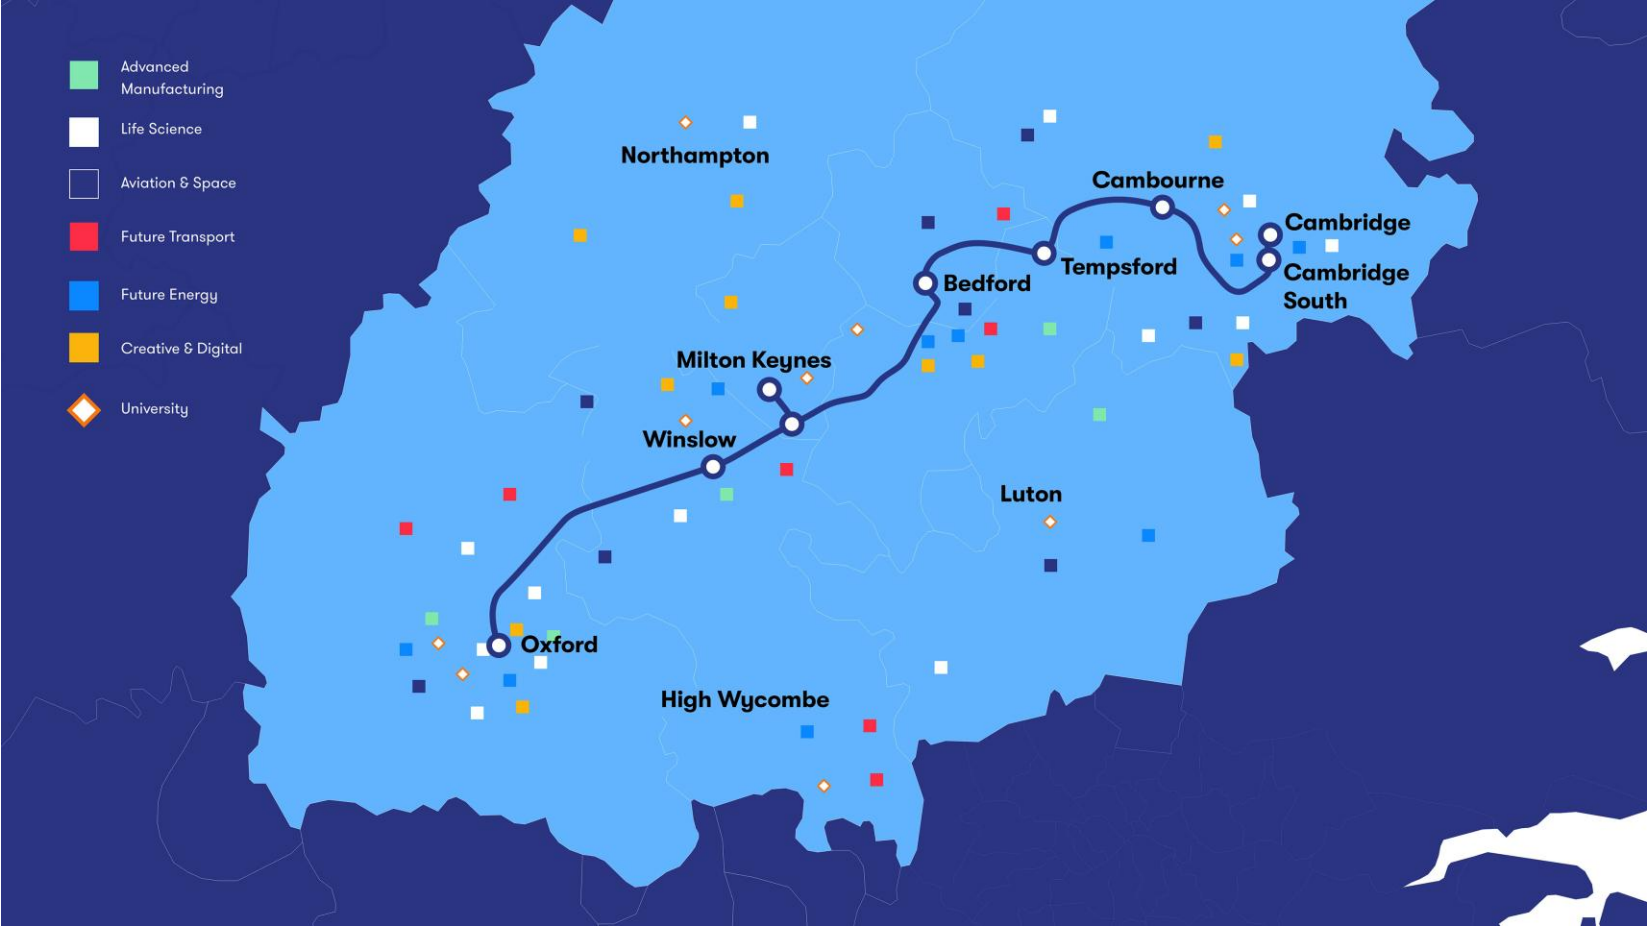 Advanced
Manufacturing
Life Science
Aviation & Space
Future Transport
Future Energy
Creative & Digital
University
Northampton
Cambourne
Cambridge
Cambridge
South
Tempsford
Bedford
Milton Keynes
Winslow
Luton
Oxford
High Wycombe